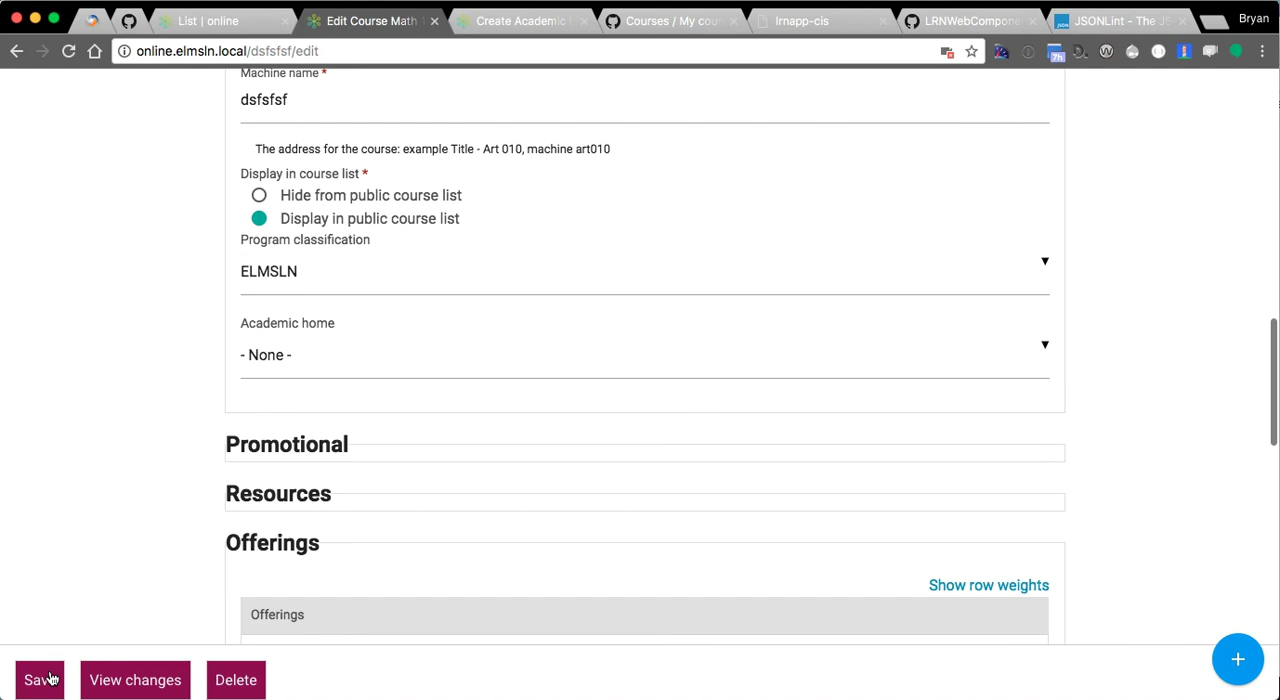 List | online
Edit Course Math
Create Academic
Courses / My cou
lrnapp-cis
LRNWebCompone
JSONLint - The JS
Bryan
online.elmsln.local/dsfsfsf/edit
7h
Machine name *
dsfsfsf
The address for the course: example Title - Art 010, machine art010
Display in course list *
Hide from public course list
Display in public course list
Program classification
ELMSLN
Academic home
- None -
Promotional
Resources
Offerings
Show row weights
Offerings
Save
View changes
Delete
+